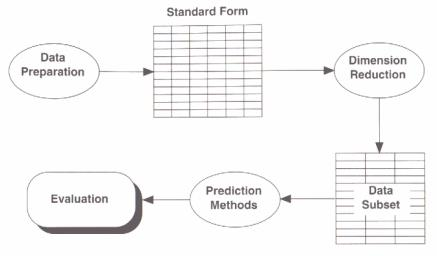 Standard Form
Data
Preparation
Dimension
Reduction
Data
Subset
Prediction
Methods
Evaluation